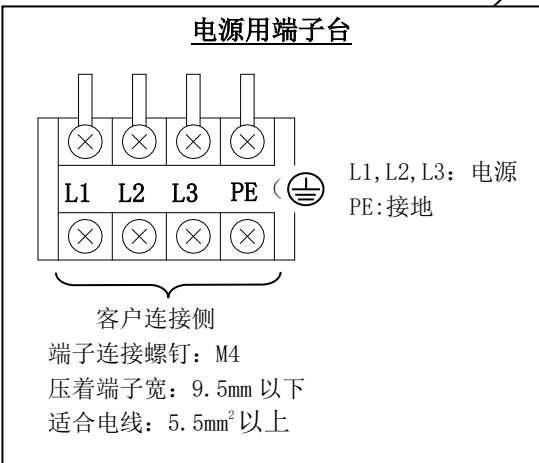 电源用端子台
L1 L2 L3 PE（
L1,L2,L3：电源
PE:接地
客户连接侧
端子连接螺钉：M4
压着端子宽：9.5mm 以下
适合电线：5.5mm²以上